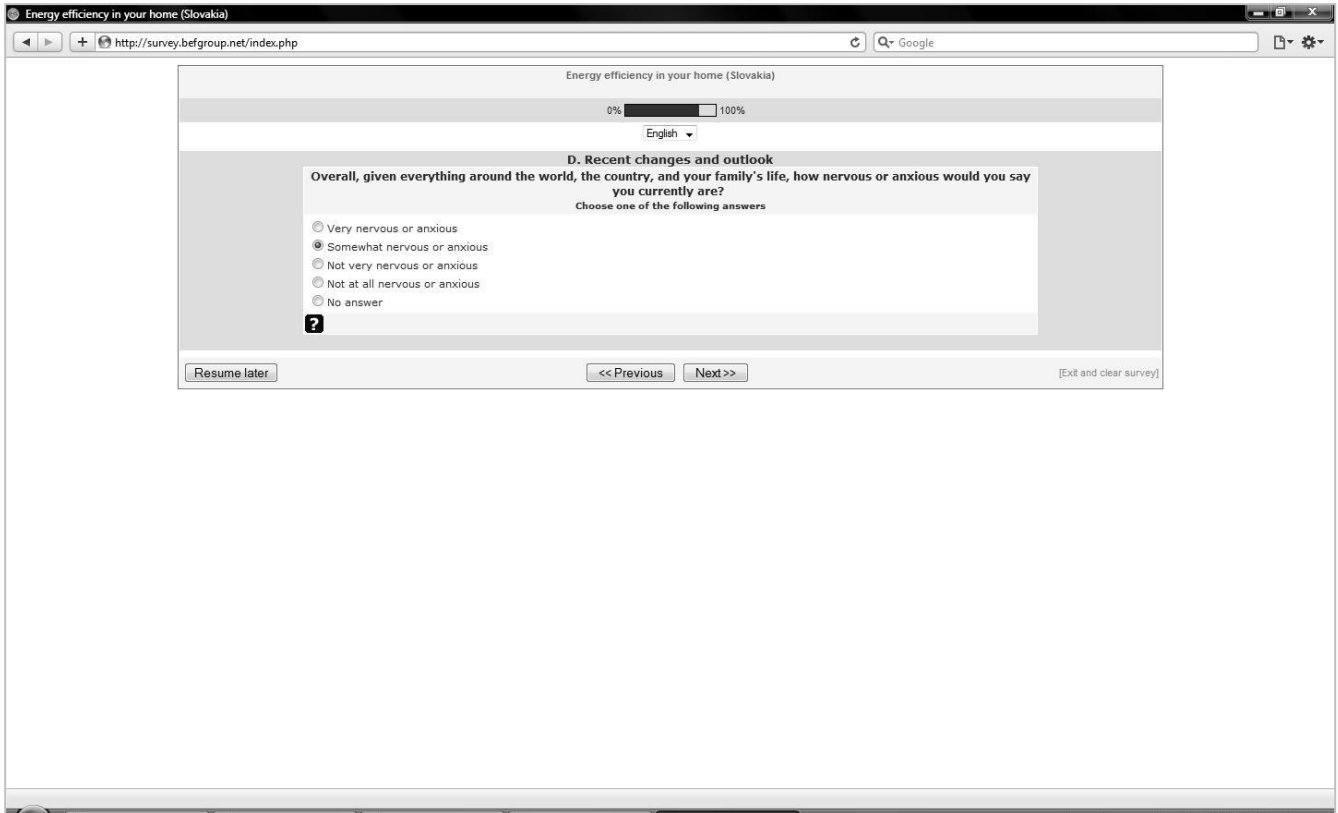 Energy efficiency in your home (Slovakia)
http://survey.befgroup.net/index.php
Google
Energy efficiency in your home (Slovakia)
0% 100%
English
D. Recent changes and outlook
Overall, given everything around the world, the country, and your family's life, how nervous or anxious would you say
you currently are?
Choose one of the following answers
Very nervous or anxious
Somewhat nervous or anxious
Not very nervous or anxious
Not at all nervous or anxious
No answer
?
Resume later
<< Previous
Next >>
[Exit and clear survey]